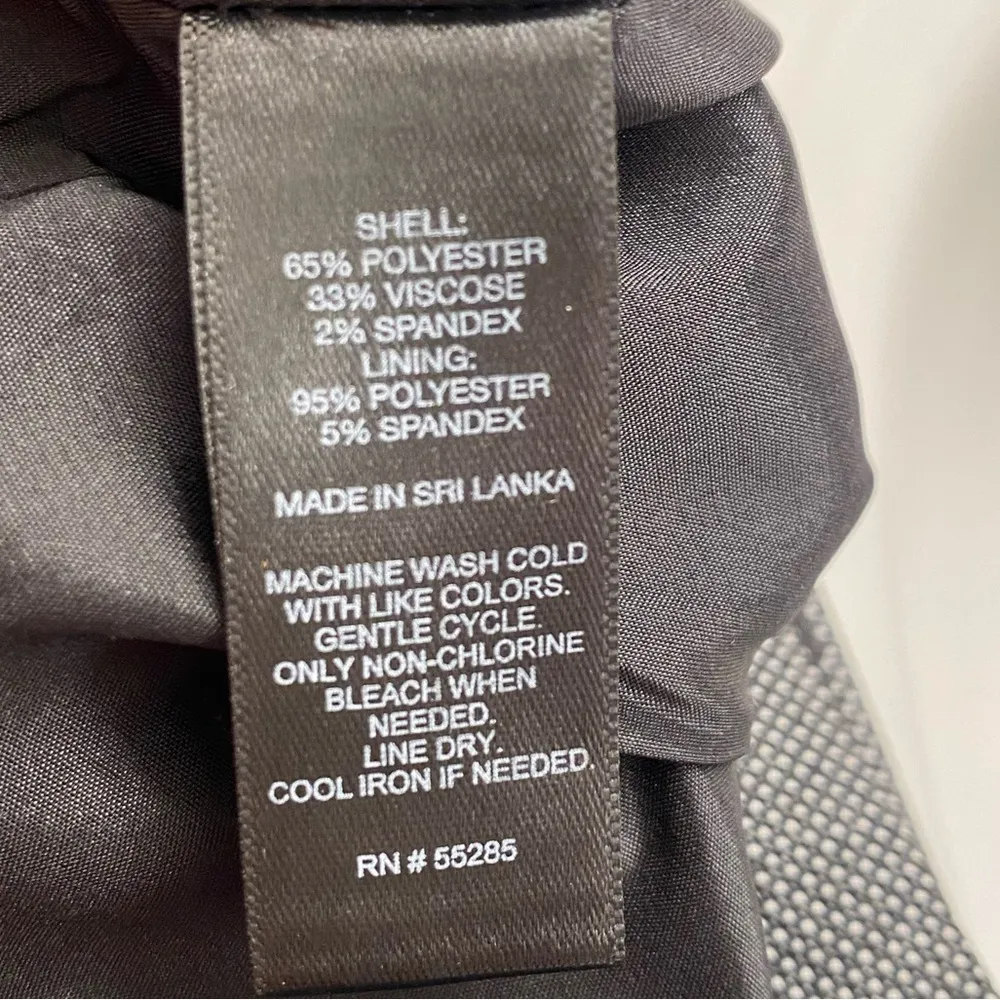 SHELL:
65% POLYESTER
33% VISCOSE
2% SPANDEX
LINING:
95% POLYESTER
5% SPANDEX
MADE IN SRI LANKA
MACHINE WASH COLD
WITH LIKE COLORS.
GENTLE CYCLE.
ONLY NON-CHLORINE
BLEACH WHEN
NEEDED.
LINE DRY.
COOL IRON IF NEEDED.
RN # 55285